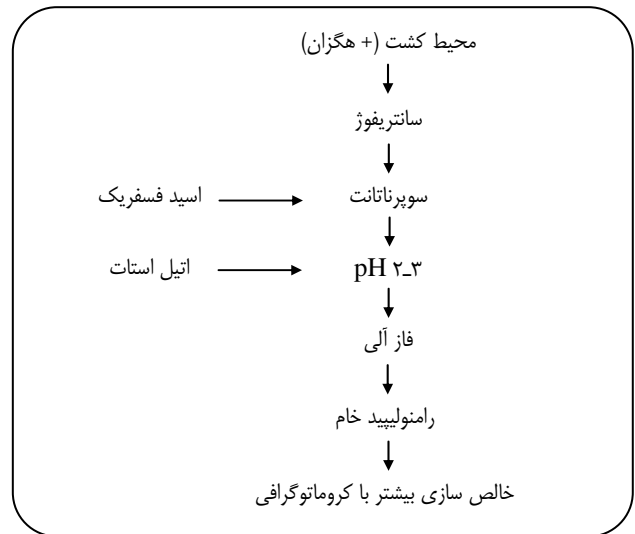 محیط کشت (+ هگزان)
سانتریفوژ
سوپرناتانت
اسید فسفریک
pH ۲ـ۳
اتیل استات
فاز آلی
رامنولیپید خام
خالص سازی بیشتر با کروماتوگرافی